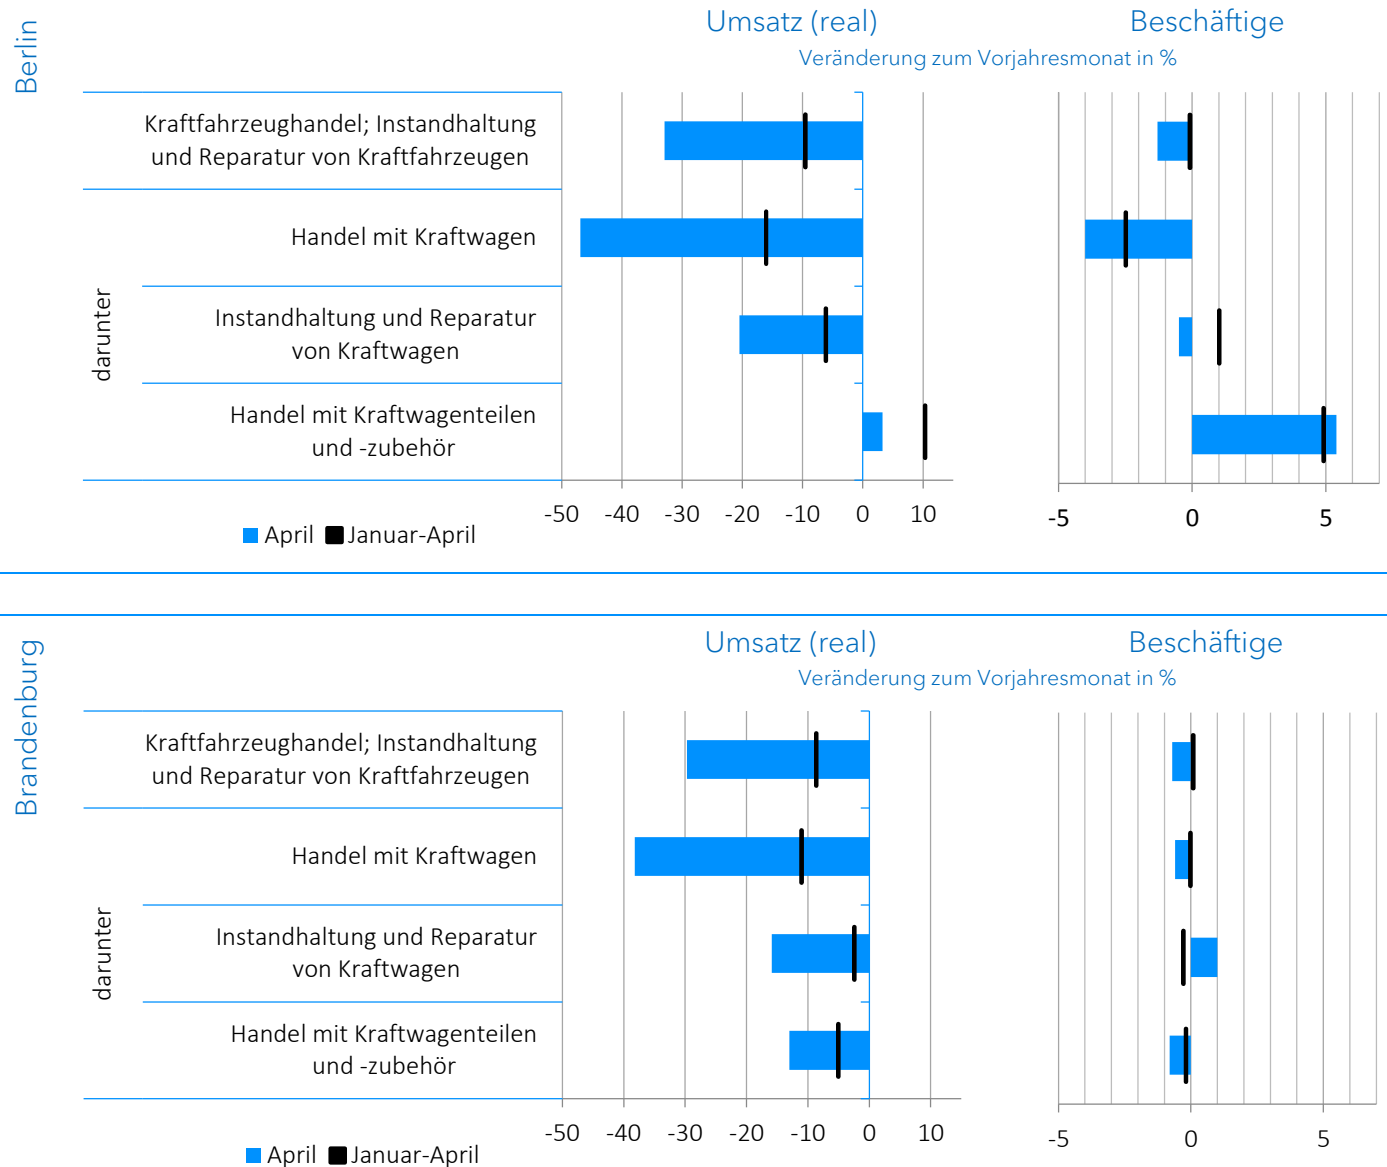 Berlin
Umsatz (real)
Beschäftige
Veränderung zum Vorjahresmonat in %
Kraftfahrzeughandel; Instandhaltung
und Reparatur von Kraftfahrzeugen
Handel mit Kraftwagen
darunter
Instandhaltung und Reparatur
von Kraftwagen
Handel mit Kraftwagenteilen
und -zubehör
-50 -40 -30 -20 -10 0 10
-5 0 5
April Januar-April
Brandenburg
Umsatz (real)
Beschäftige
Veränderung zum Vorjahresmonat in %
Kraftfahrzeughandel; Instandhaltung
und Reparatur von Kraftfahrzeugen
Handel mit Kraftwagen
darunter
Instandhaltung und Reparatur
von Kraftwagen
Handel mit Kraftwagenteilen
und -zubehör
-50 -40 -30 -20 -10 0 10
-5 0 5
April Januar-April